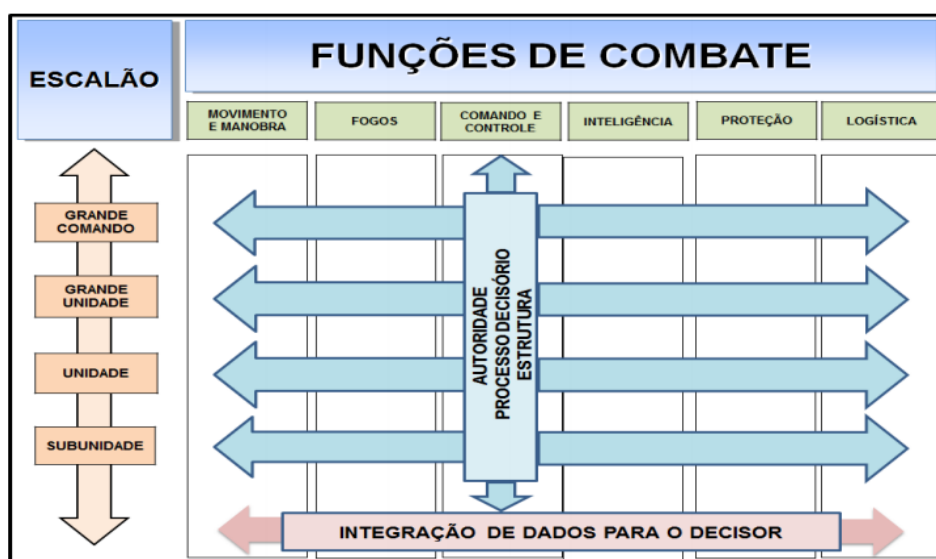 ESCALÃO
FUNÇÕES DE COMBATE
MOVIMENTO
E MANOBRA
FOGOS
COMANDO E
CONTROLE
INTELIGÊNCIA
PROTEÇÃO
LOGÍSTICA
GRANDE
COMANDO
GRANDE
UNIDADE
UNIDADE
SUBUNIDADE
AUTORIDADE
PROCESSO DECISÓRIO
ESTRUTURA
INTEGRAÇÃO DE DADOS PARA O DECISOR